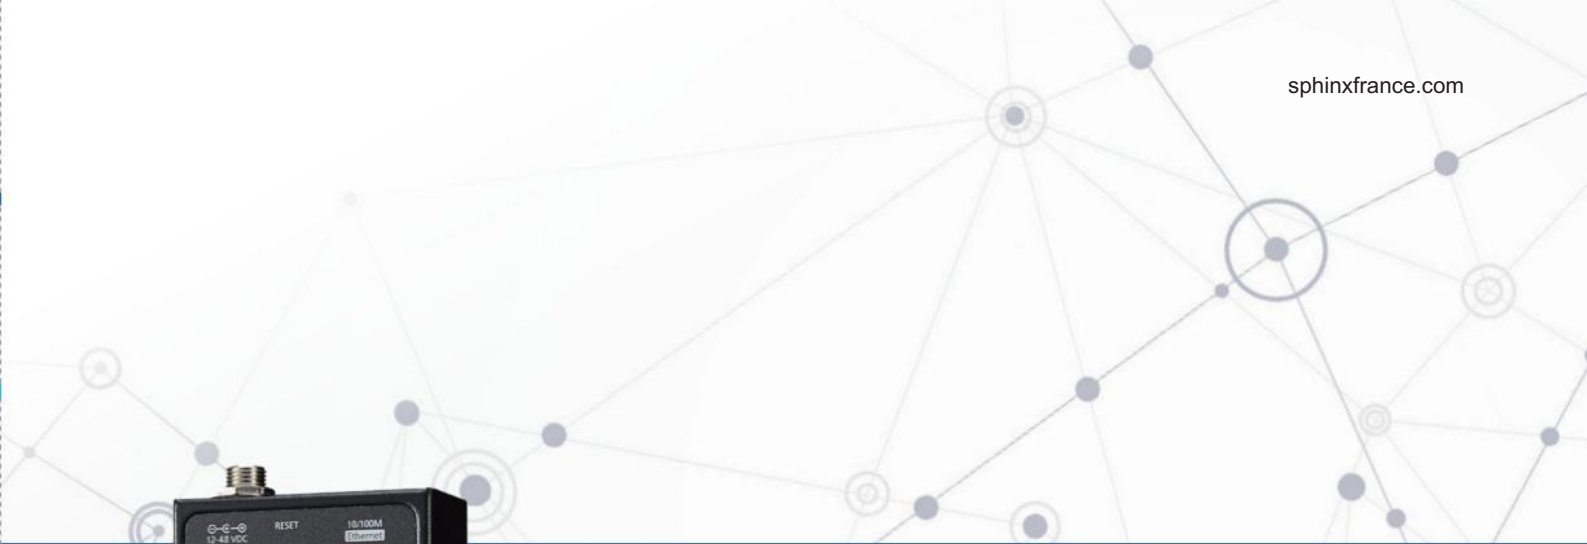 sphinxfrance.com
RESET
10/100M
12-48 VDC
Ethernet